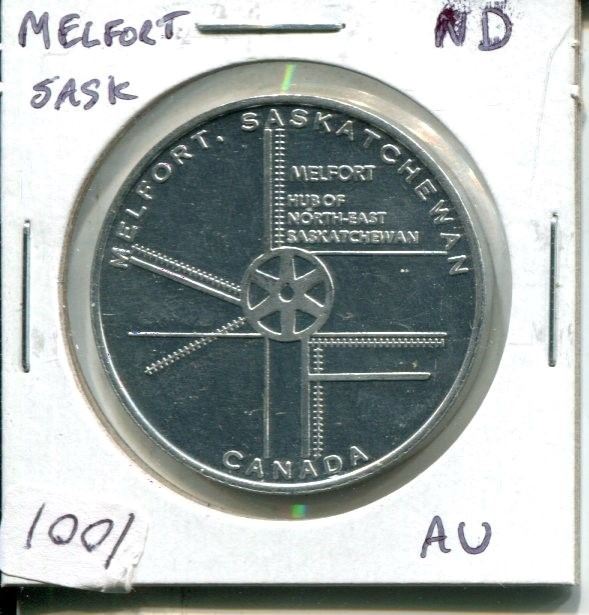 MELFORT ND
SASK
MELFORT, SASKATCHEWAN
MELFORT
HUB OF
NORTH-EAST
SASKATCHEWAN
CANADA
1001 AU